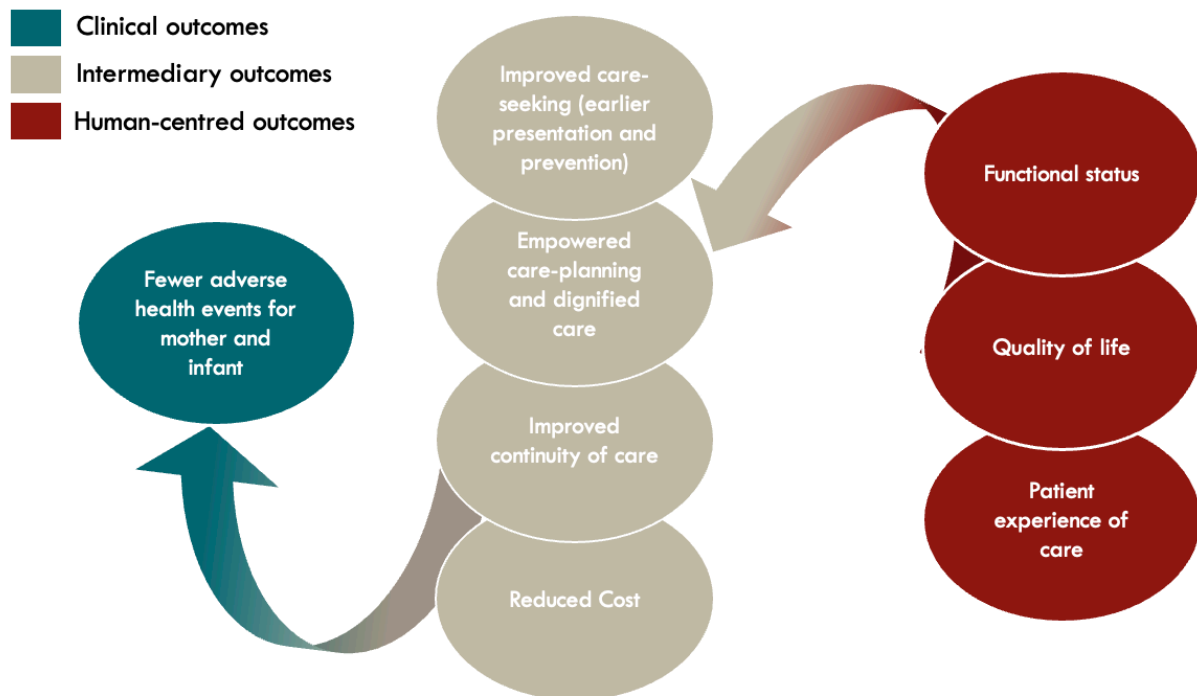 Clinical outcomes
Intermediary outcomes
Human-centred outcomes
Fewer adverse
health events for
mother and
infant
Improved care-
seeking (earlier
presentation and
prevention)
Empowered
care-planning
and dignified
care
Improved
continuity of care
Reduced Cost
Functional status
Quality of life
Patient
experience of
care